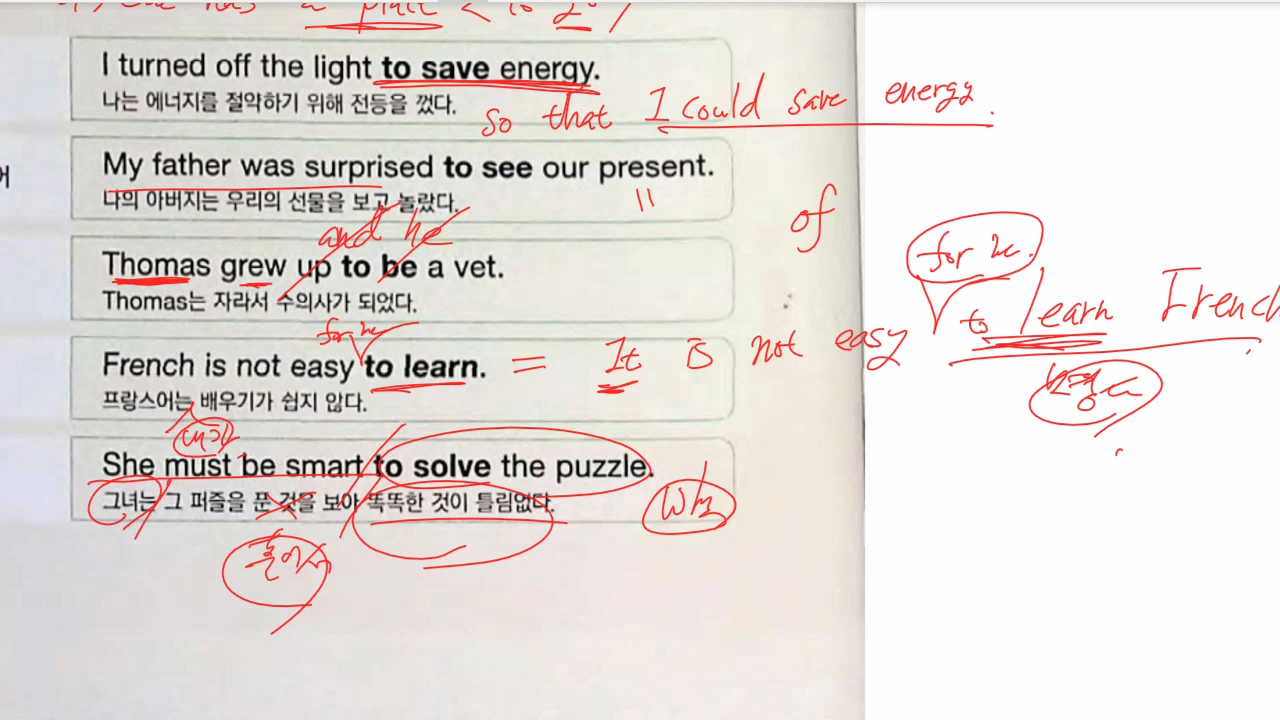 I turned off the light to save energy.
나는 에너지를 절약하기 위해 전등을 껐다.
so that I could save energy.
My father was surprised to see our present.
나의 아버지는 우리의 선물을 보고 놀랐다.
of
and he
for me.
Thomas grew up to be a vet.
Thomas는 자라서 수의사가 되었다.
for me
French is not easy to learn. = It is not easy to learn French
프랑스어는 배우기가 쉽지 않다.
She must be smart to solve the puzzle.
그녀는 그 퍼즐을 푼 것을 보아 똑똑한 것이 틀림없다.
why
풀어서